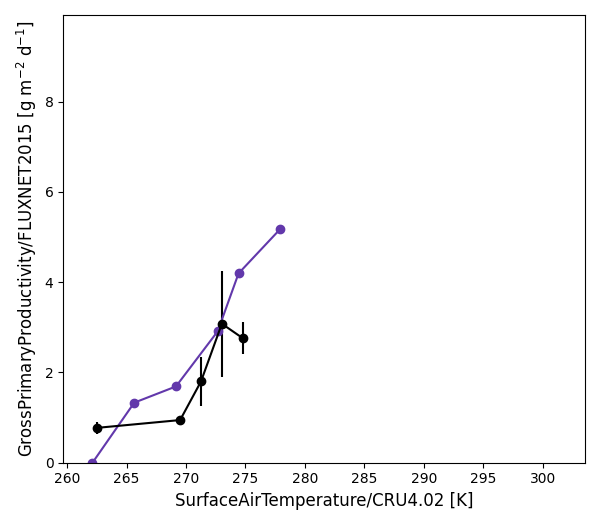 GrossPrimaryProductivity/FLUXNET2015 [g m⁻² d⁻¹]
8
6
4
2
0
260 265 270 275 280 285 290 295 300
SurfaceAirTemperature/CRU4.02 [K]